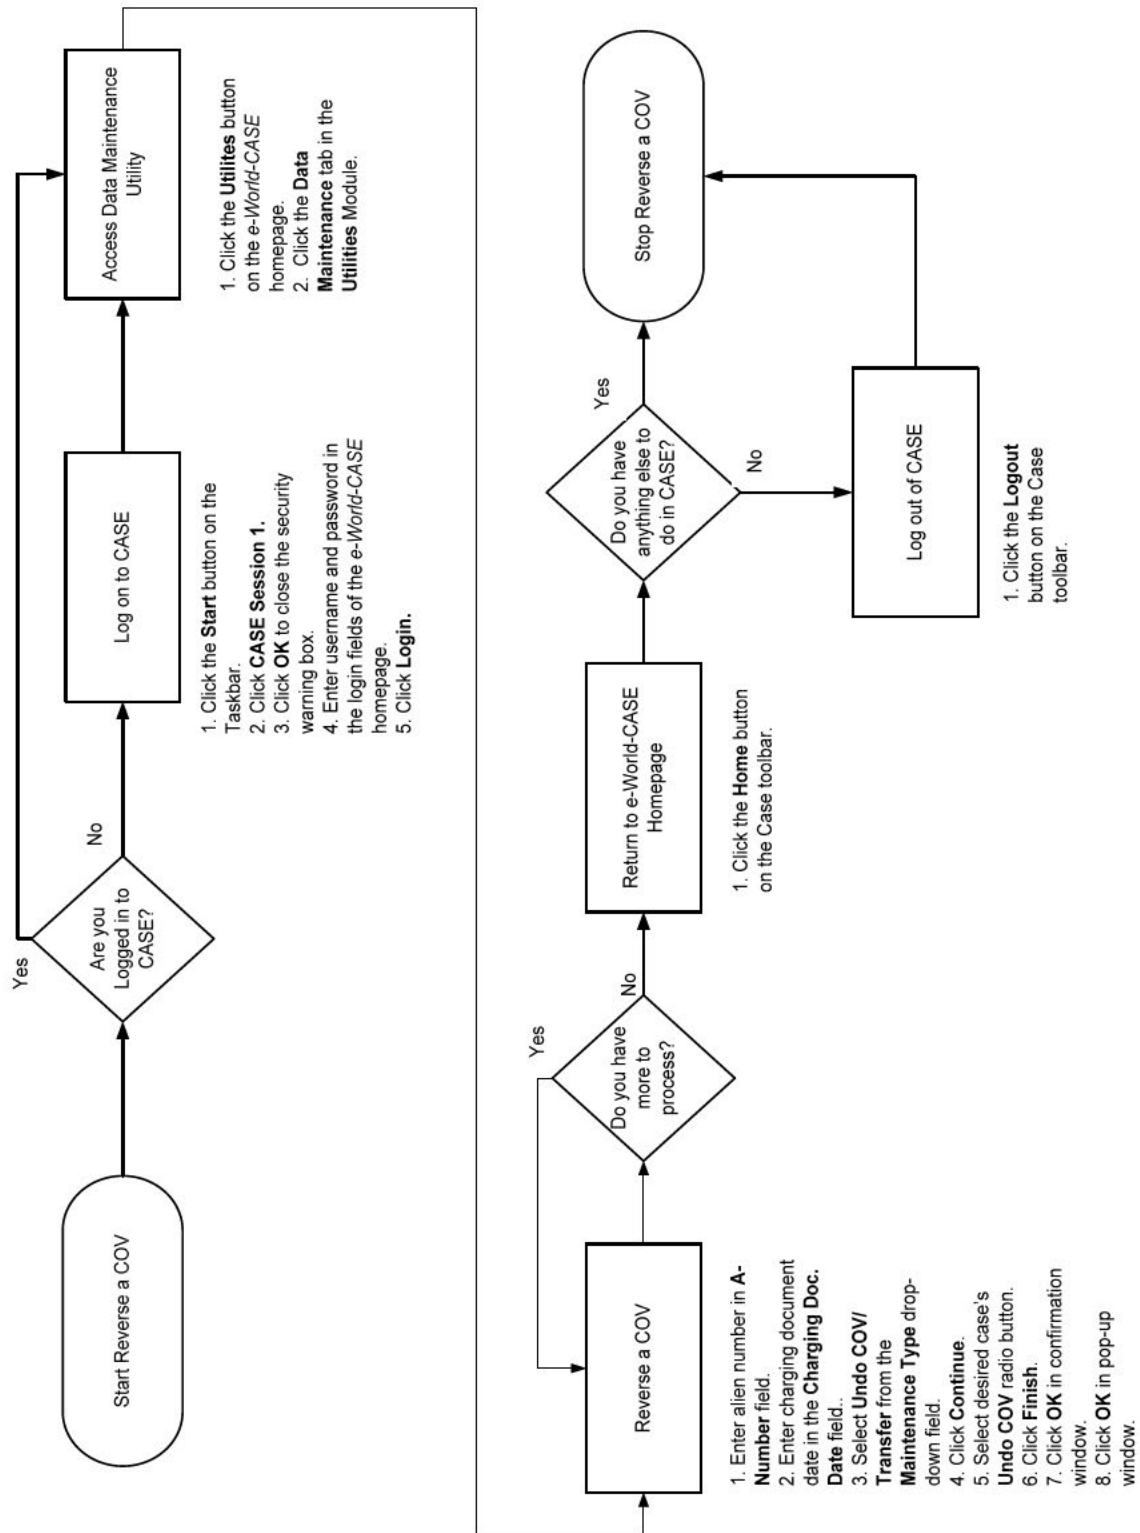 Start Reverse a COV
Are you
Logged in to
CASE?
Yes
No
Log on to CASE
1. Click the Start button on the
Taskbar.
2. Click CASE Session 1.
3. Click OK to close the security
warning box.
4. Enter username and password in
the login fields of the e-World-CASE
homepage.
5. Click Login.
Access Data Maintenance
Utility
1. Click the Utilites button
on the e-World-CASE
homepage.
2. Click the Data
Maintenance tab in the
Utilities Module.
Reverse a COV
1. Enter alien number in A-
Number field.
2. Enter charging document
date in the Charging Doc.
Date field..
3. Select Undo COV/
Transfer from the
Maintenance Type drop-
down field.
4. Click Continue.
5. Select desired case's
Undo COV radio button.
6. Click Finish.
7. Click OK in confirmation
window.
8. Click OK in pop-up
window.
Do you have
more to
process?
Yes
No
Return to e-World-CASE
Homepage
1. Click the Home button
on the Case toolbar.
Do you have
anything else to
do in CASE?
Yes
No
Log out of CASE
1. Click the Logout
button on the Case
toolbar.
Stop Reverse a COV